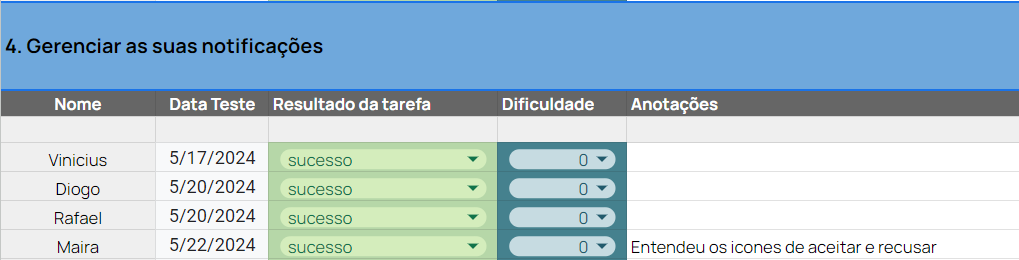 4. Gerenciar as suas notificações
Nome Data Teste Resultado da tarefa Dificuldade Anotações
Vinicius 5/17/2024 sucesso 0
Diogo 5/20/2024 sucesso 0
Rafael 5/20/2024 sucesso 0
Maira 5/22/2024 sucesso 0 Entendeu os icones de aceitar e recusar